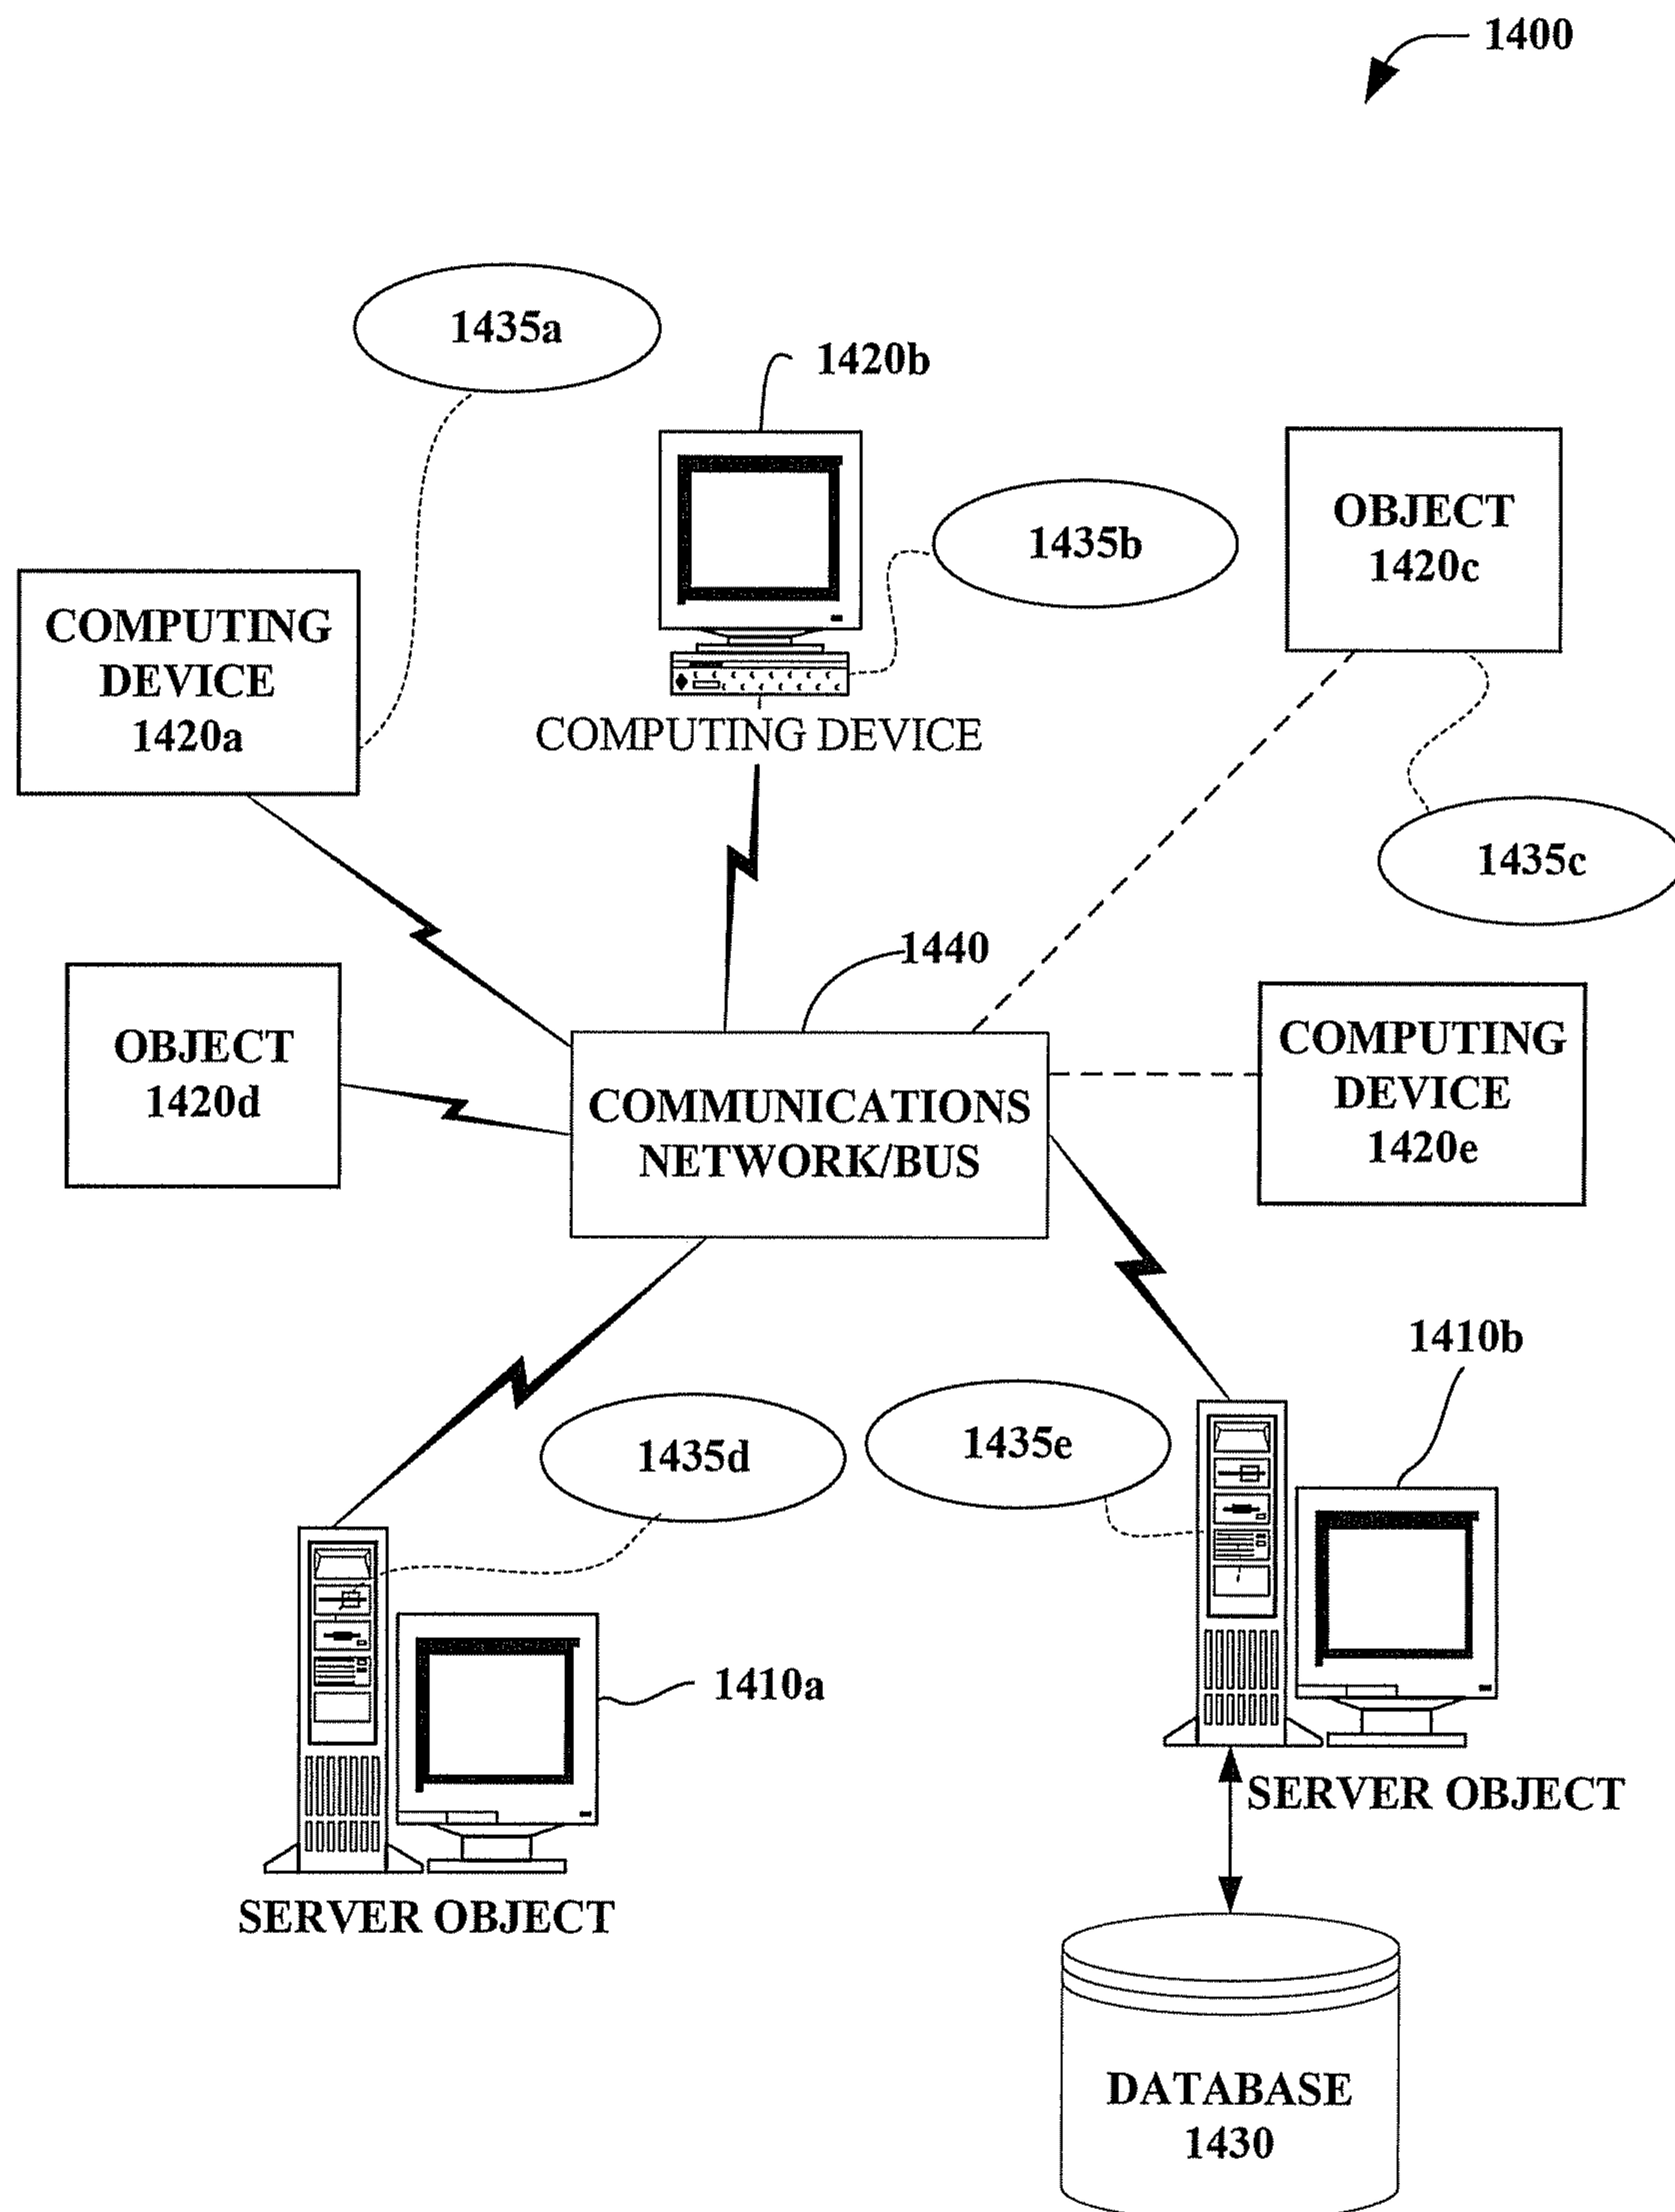 1400
1435a
1420b
1435b
OBJECT
1420c
COMPUTING
DEVICE
1420a
COMPUTING DEVICE
1435c
1440
OBJECT
1420d
COMMUNICATIONS
NETWORK/BUS
COMPUTING
DEVICE
1420e
1410b
1435d
1435e
1410a
SERVER OBJECT
SERVER OBJECT
DATABASE
1430